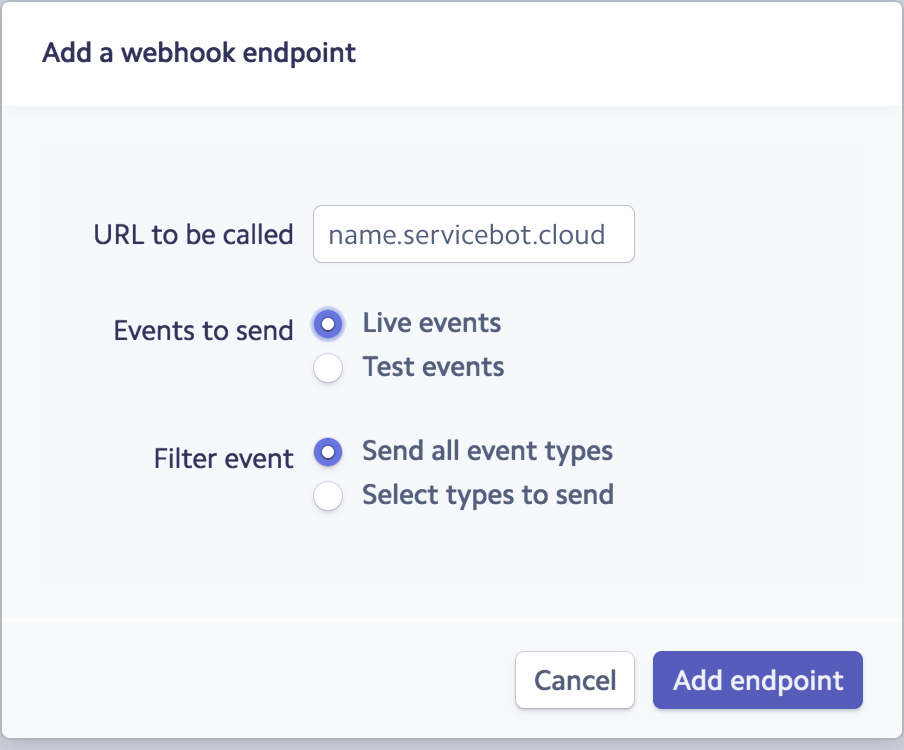 Add a webhook endpoint
URL to be called name.servicebot.cloud
Events to send Live events
Test events
Filter event Send all event types
Select types to send
Cancel Add endpoint